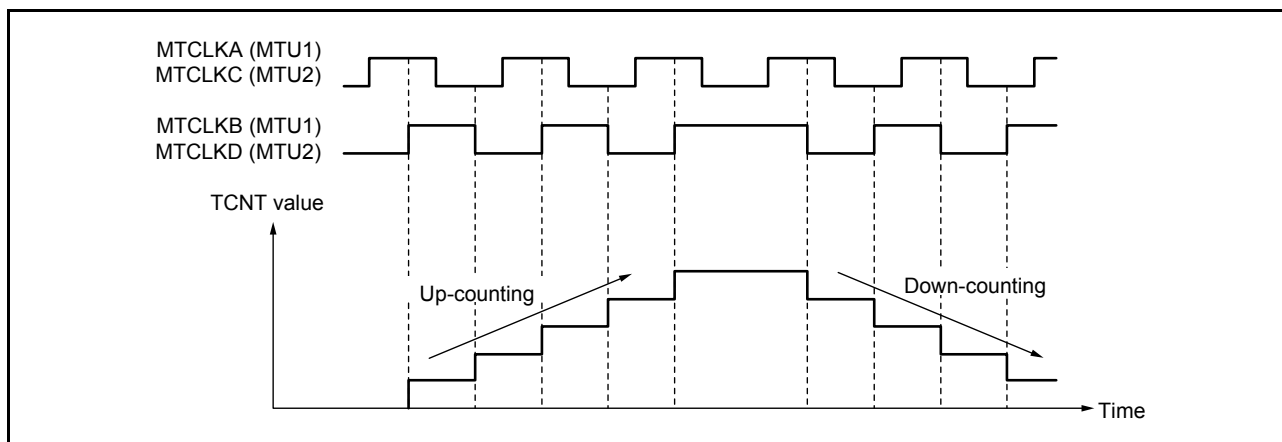 MTCLKA (MTU1)
MTCLKC (MTU2)
MTCLKB (MTU1)
MTCLKD (MTU2)
TCNT value
Up-counting
Down-counting
Time